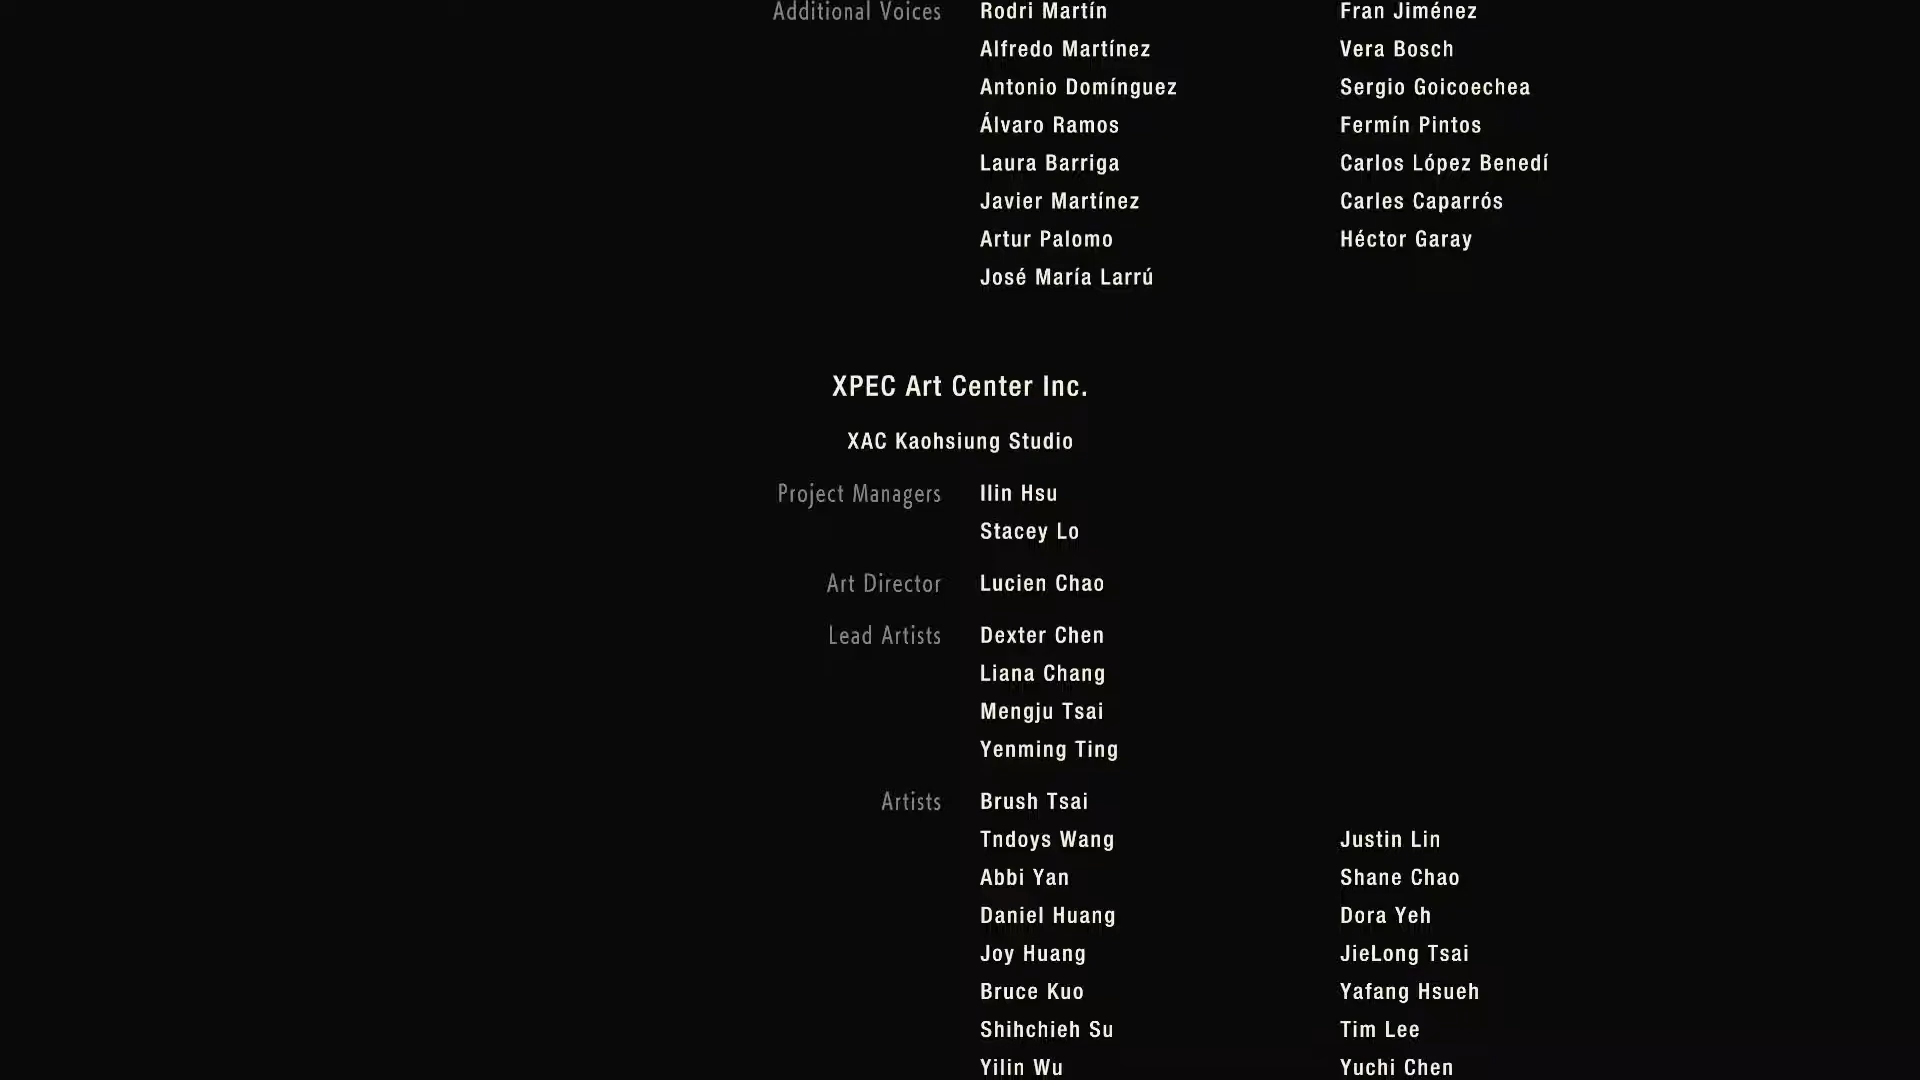 Additional Voices Rodri Martín Fran Jiménez
Alfredo Martínez Vera Bosch
Antonio Domínguez Sergio Goicoechea
Álvaro Ramos Fermín Pintos
Laura Barriga Carlos López Benedí
Javier Martínez Carles Caparrós
Artur Palomo Héctor Garay
José María Larrú
XPEC Art Center Inc.
XAC Kaohsiung Studio
Project Managers Ilin Hsu
Stacey Lo
Art Director Lucien Chao
Lead Artists Dexter Chen
Liana Chang
Mengju Tsai
Yenming Ting
Artists Brush Tsai
Tndoys Wang Justin Lin
Abbi Yan Shane Chao
Daniel Huang Dora Yeh
Joy Huang JieLong Tsai
Bruce Kuo Yafang Hsueh
Shihchieh Su Tim Lee
Yilin Wu Yuchi Chen